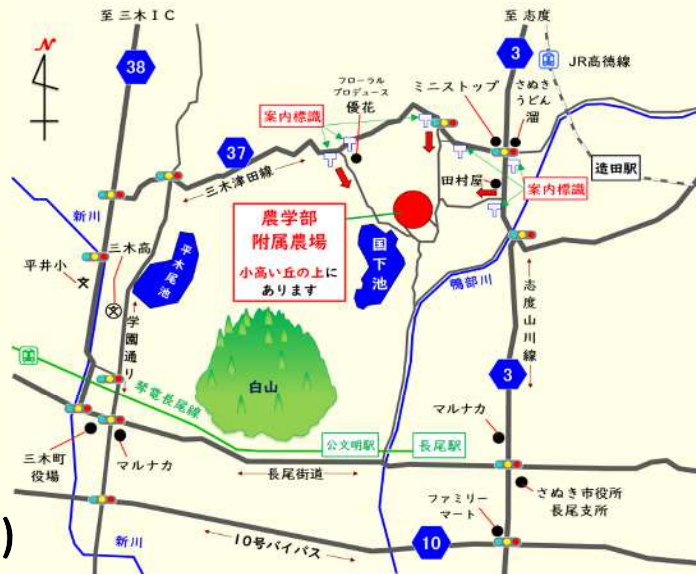 至 三木IC
至 志度
N
38
3
JR高徳線
フローラル
プロデュース
優花
ミニストップ
さぬき
うどん
溜
案内標識
37
三木津田線
田村屋
造田駅
案内標識
新川
三木高
平井小
文
文
平木尾池
農学部
附属農場
小高い丘の上に
あります
国下池
鴨部川
志度山川線
学園通り
白山
3
琴電長尾線
マルナカ
公文明駅
長尾駅
三木町
役場
マルナカ
長尾街道
さぬき市役所
長尾支所
ファミリー
マート
)
新川
10号バイパス
10